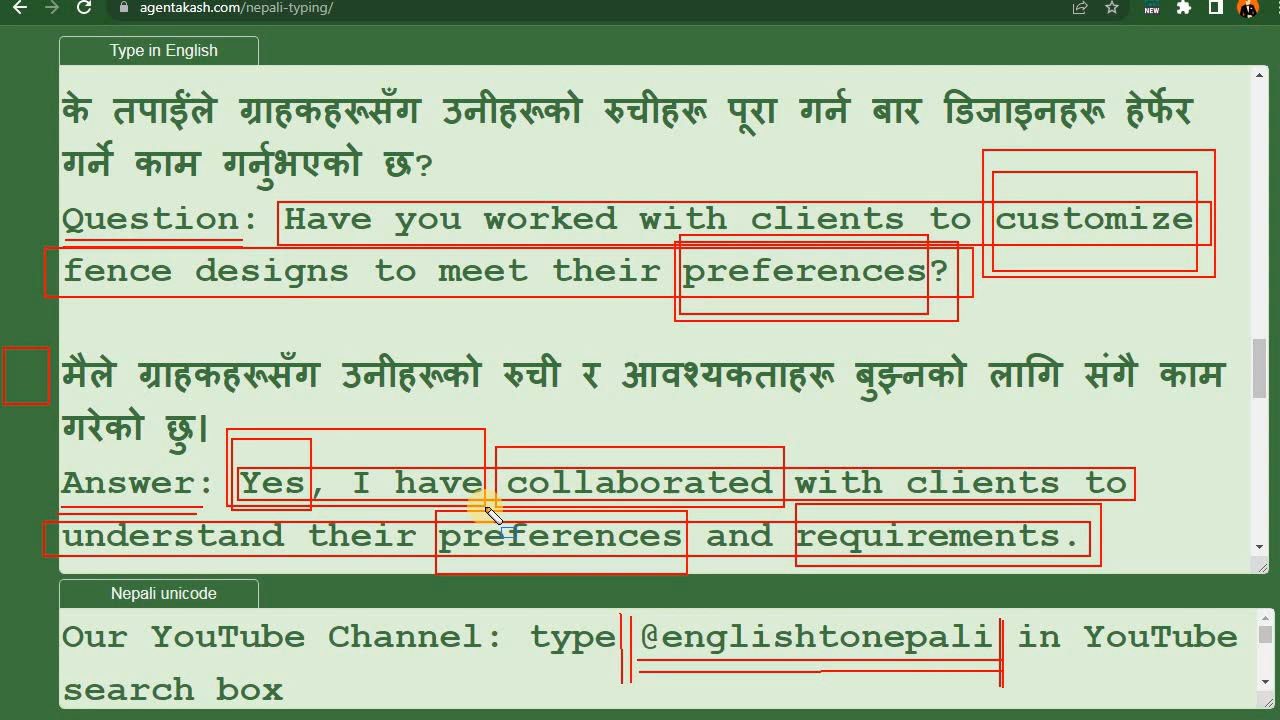 agentakash.com/nepali-typing/
NEW
Type in English
के तपाईंले ग्राहकहरूसँग उनीहरूको रुचीहरू पूरा गर्न बार डिजाइनहरू हेर्फेर
गर्ने काम गर्नुभएको छ?
Question: Have you worked with clients to customize
fence designs to meet their preferences?
मैले ग्राहकहरूसँग उनीहरूको रुची र आवश्यकताहरू बुझ्नको लागि संगै काम
गरेको छु।
Answer: Yes, I have collaborated with clients to
understand their preferences and requirements.
Nepali unicode
Our YouTube Channel: type @englishtonepali in YouTube
search box